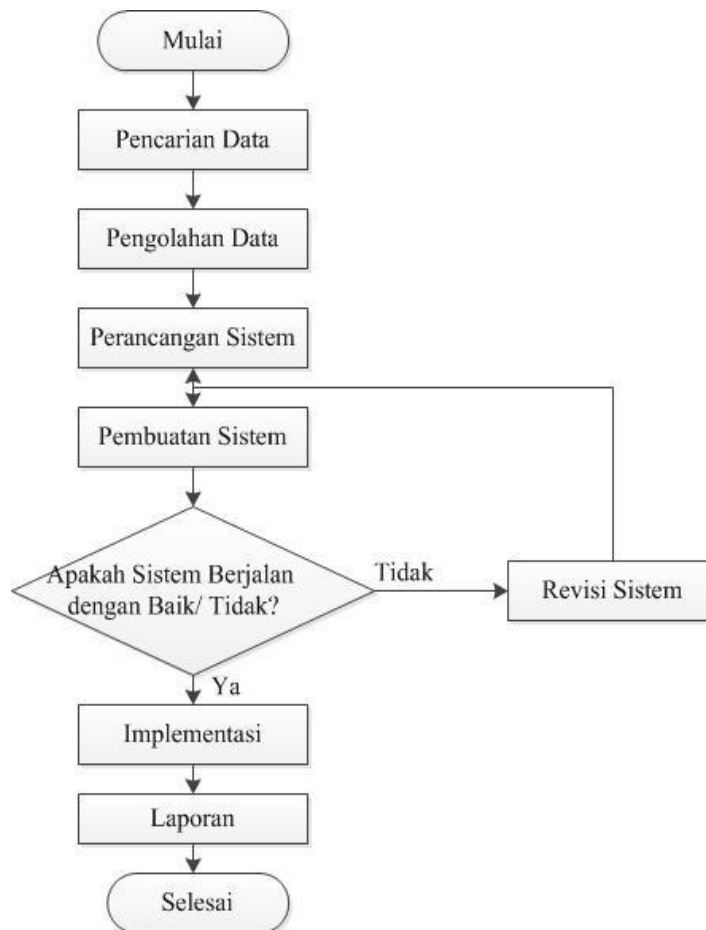 Mulai
Pencarian Data
Pengolahan Data
Perancangan Sistem
Pembuatan Sistem
Apakah Sistem Berjalan
dengan Baik/ Tidak?
Tidak
Revisi Sistem
Ya
Implementasi
Laporan
Selesai